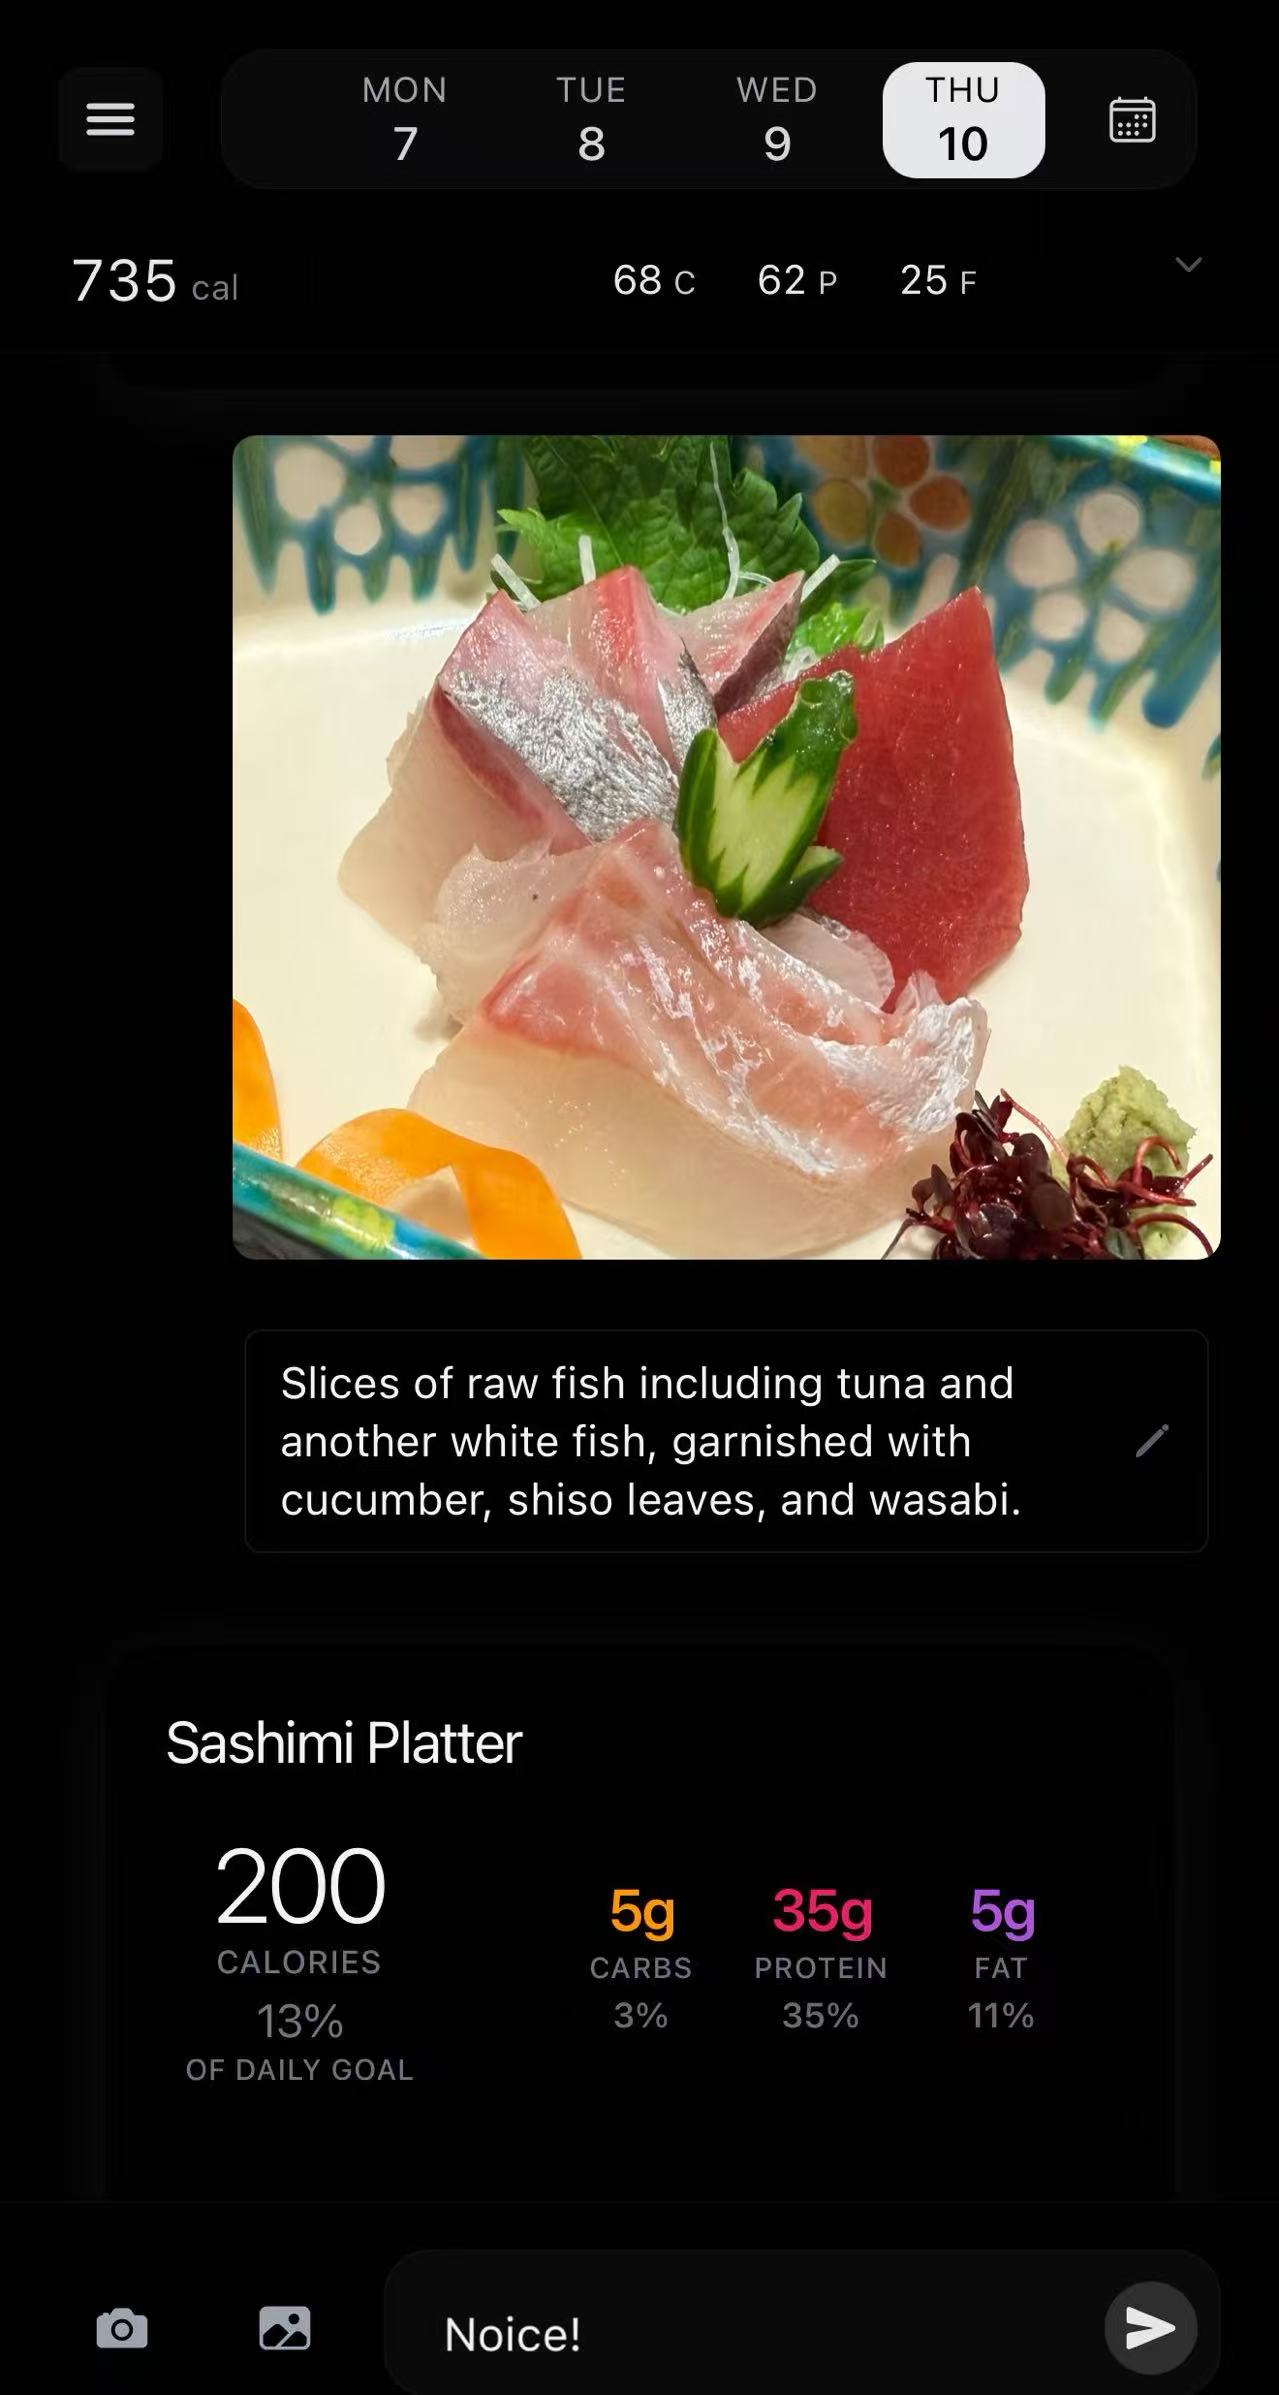 MON TUE WED THU
7 8 9 10
735 cal 68 C 62 P 25 F
Slices of raw fish including tuna and
another white fish, garnished with
cucumber, shiso leaves, and wasabi.
Sashimi Platter
200
CALORIES
13%
OF DAILY GOAL
5g 35g 5g
CARBS PROTEIN FAT
3% 35% 11%
Noice!